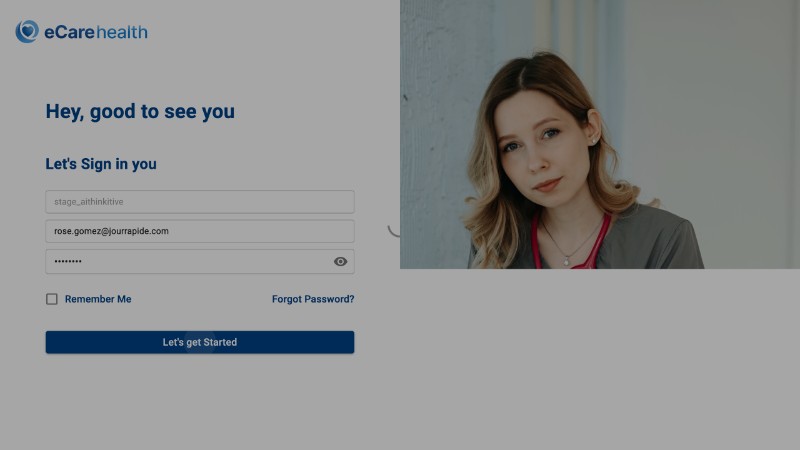 eCarehealth
Hey, good to see you
Let's Sign in you
stage_aithinkitive
rose.gomez@jourrapide.com
••••••••
Remember Me
Forgot Password?
Let's get Started